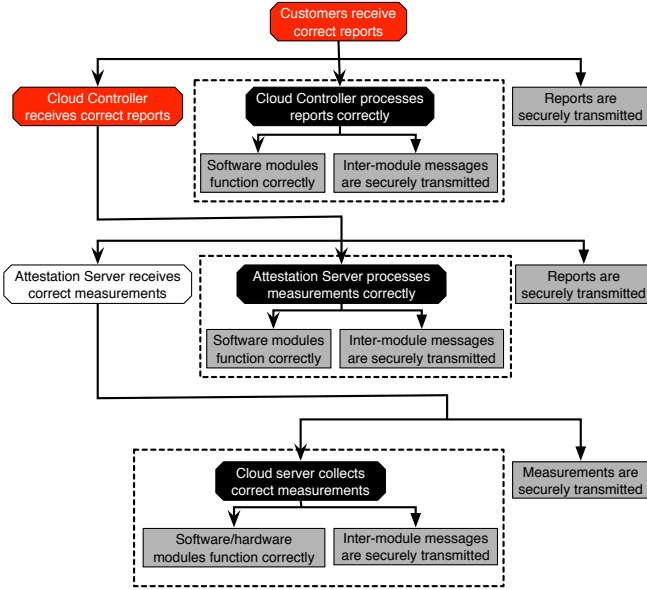 Customers receive
correct reports
Cloud Controller
receives correct reports
Cloud Controller processes
reports correctly
Reports are
securely transmitted
Software modules
function correctly
Inter-module messages
are securely transmitted
Attestation Server receives
correct measurements
Attestation Server processes
measurements correctly
Reports are
securely transmitted
Software modules
function correctly
Inter-module messages
are securely transmitted
Cloud server collects
correct measurements
Measurements are
securely transmitted
Software/hardware
modules function correctly
Inter-module messages
are securely transmitted